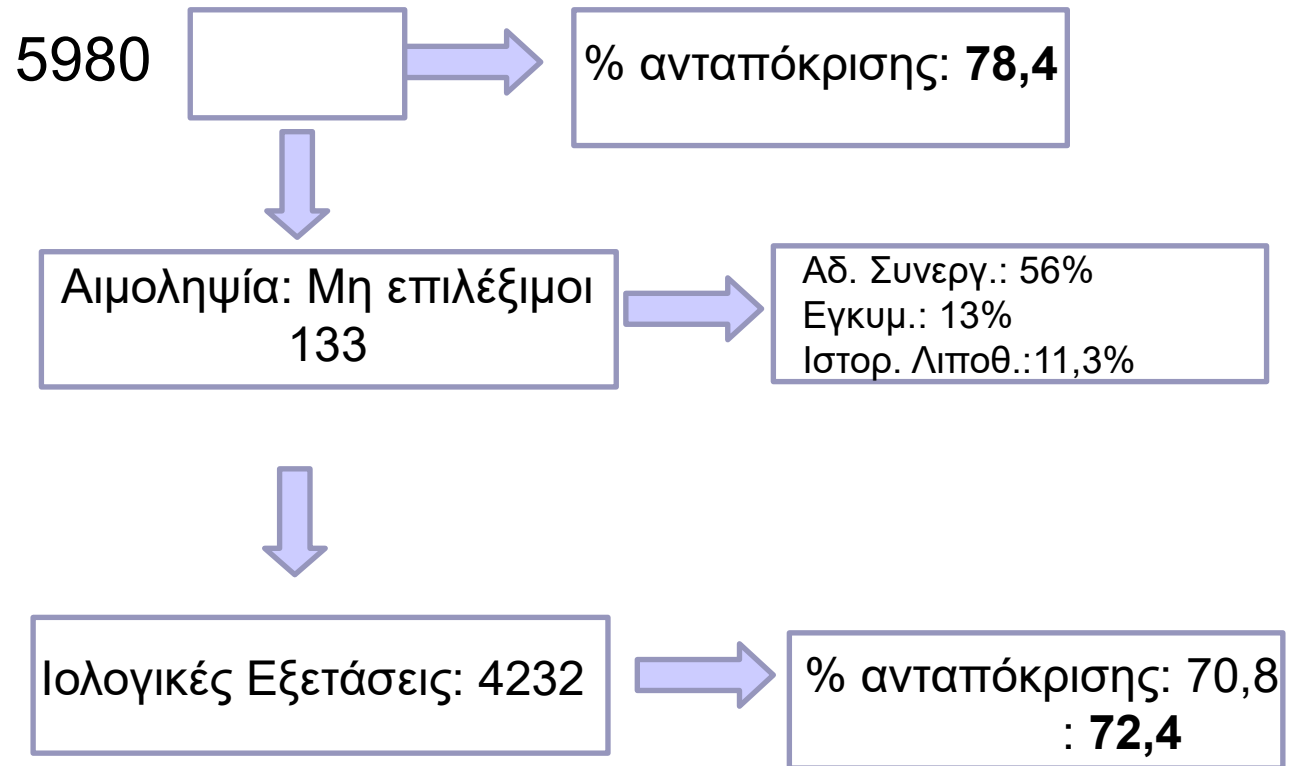 5980
% ανταπόκρισης: 78,4
Αιμοληψία: Μη επιλέξιμοι
133
Αδ. Συνεργ.: 56%
Εγκυμ.: 13%
Ιστορ. Λιποθ.:11,3%
Ιολογικές Εξετάσεις: 4232
% ανταπόκρισης: 70,8
: 72,4